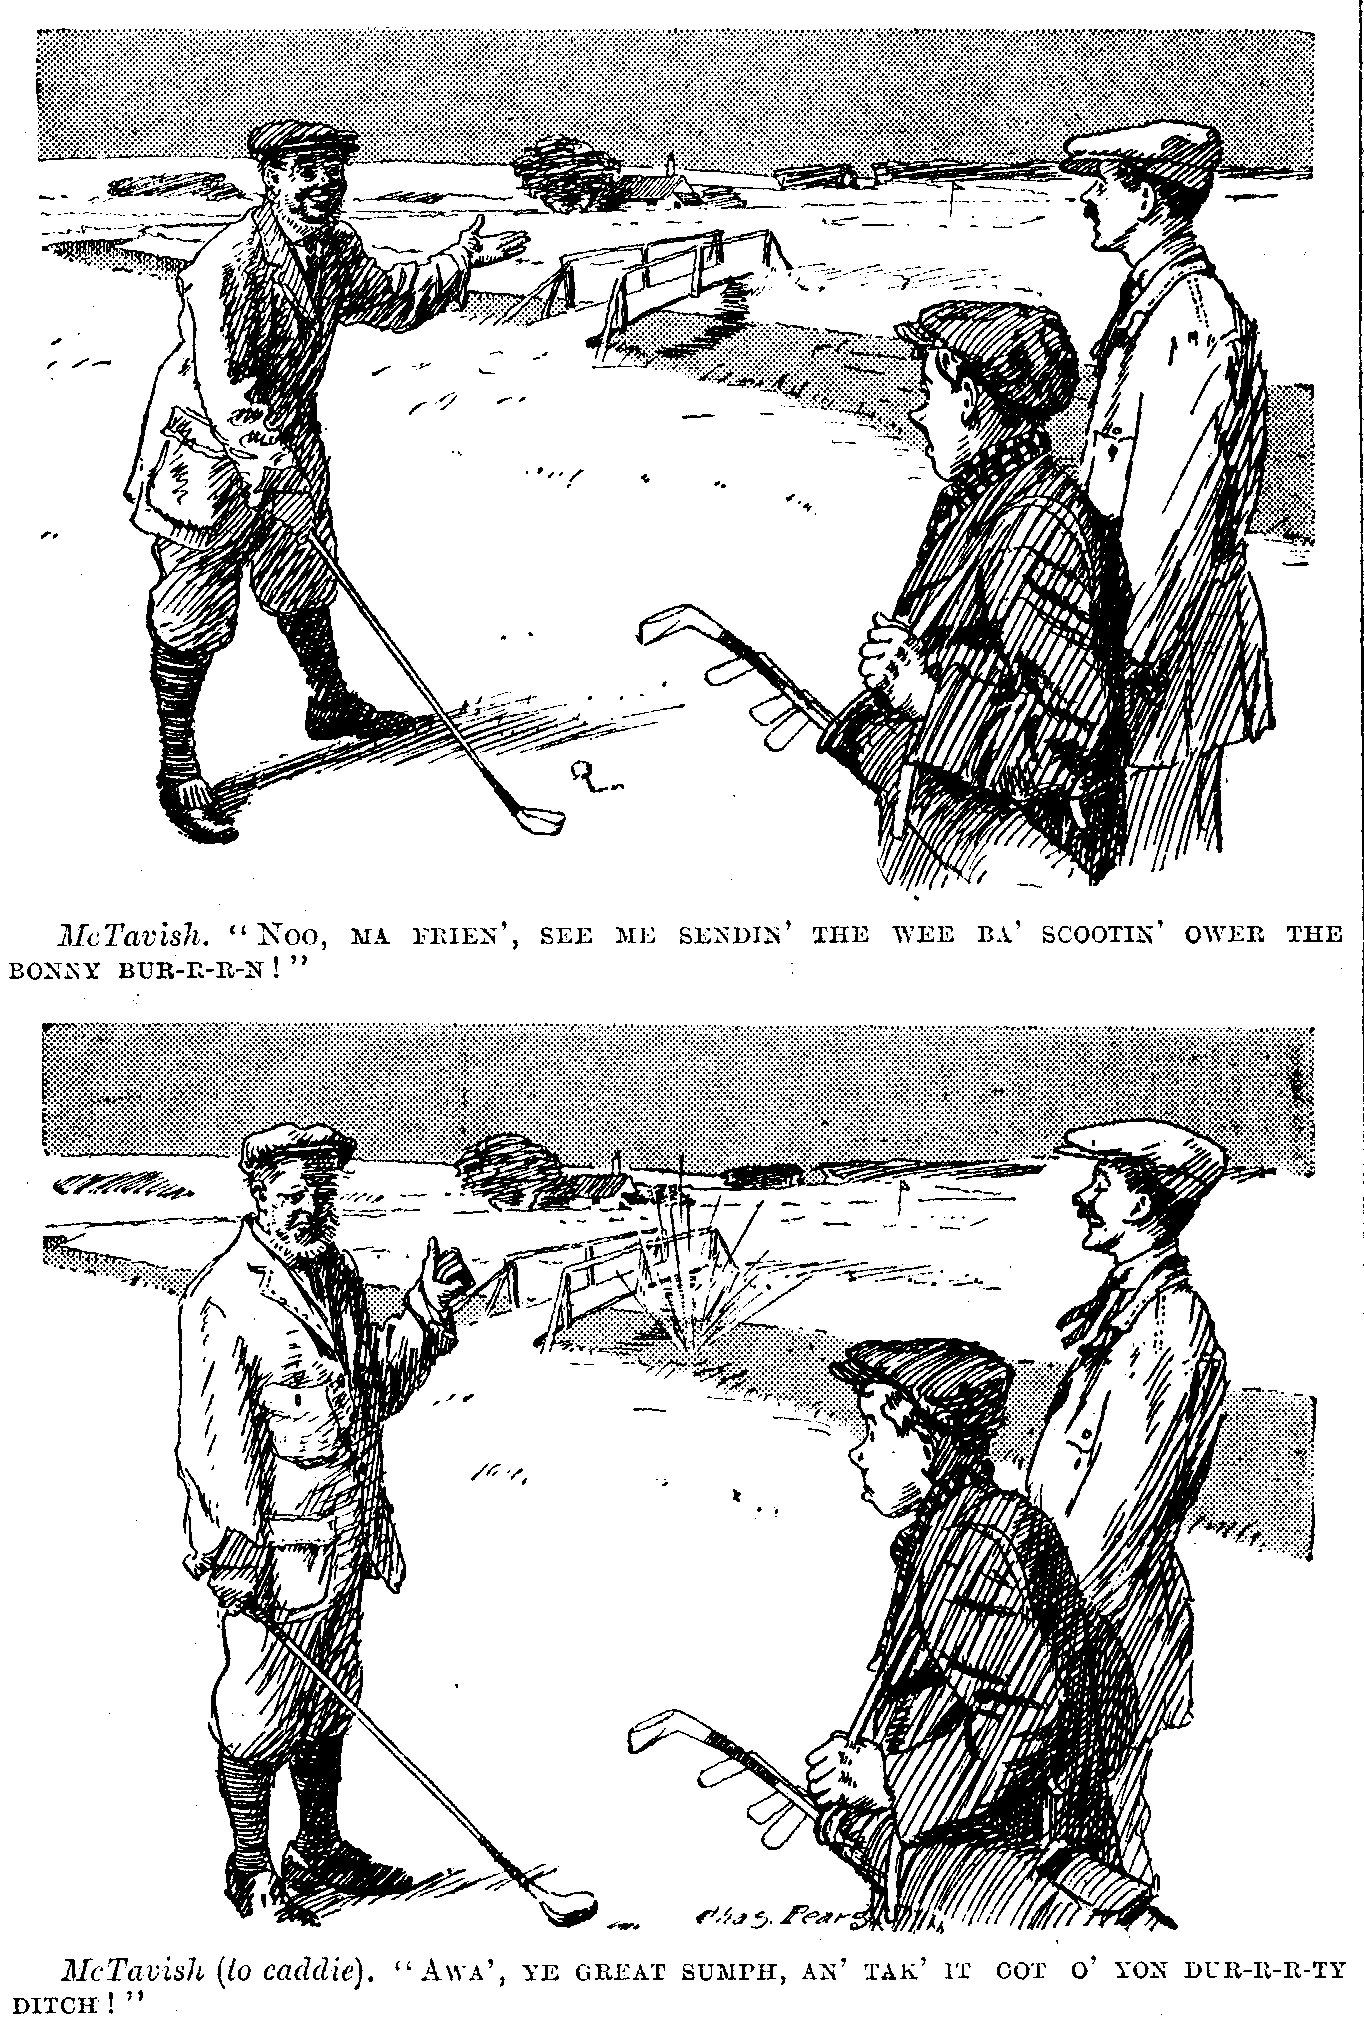 McTavish. "Noo, ma frien', see me sendin' the wee ba' scootin' ower the
bonny bur-r-r-n!"
Chas. Pears
McTavish (to caddie). "Awa', ye great sumph, an' tak' it oot o' yon dur-r-r-ty
ditch!"